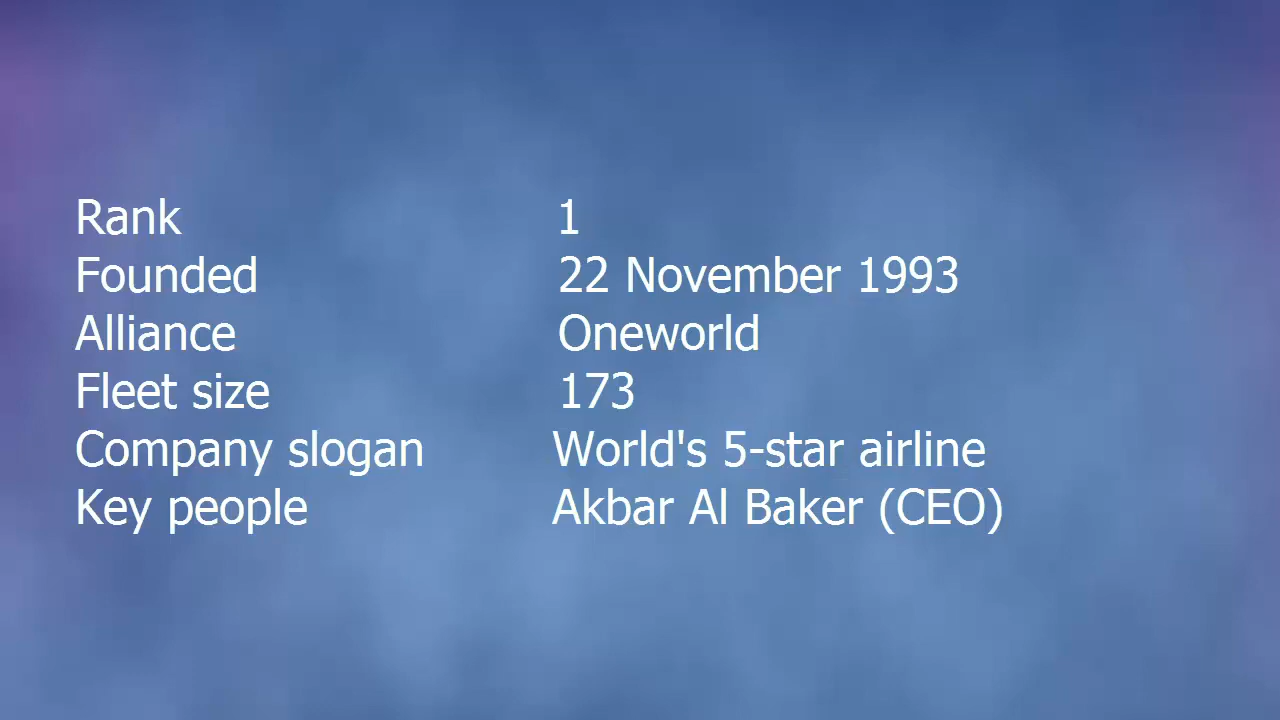 Rank 1
Founded 22 November 1993
Alliance Oneworld
Fleet size 173
Company slogan World's 5-star airline
Key people Akbar Al Baker (CEO)